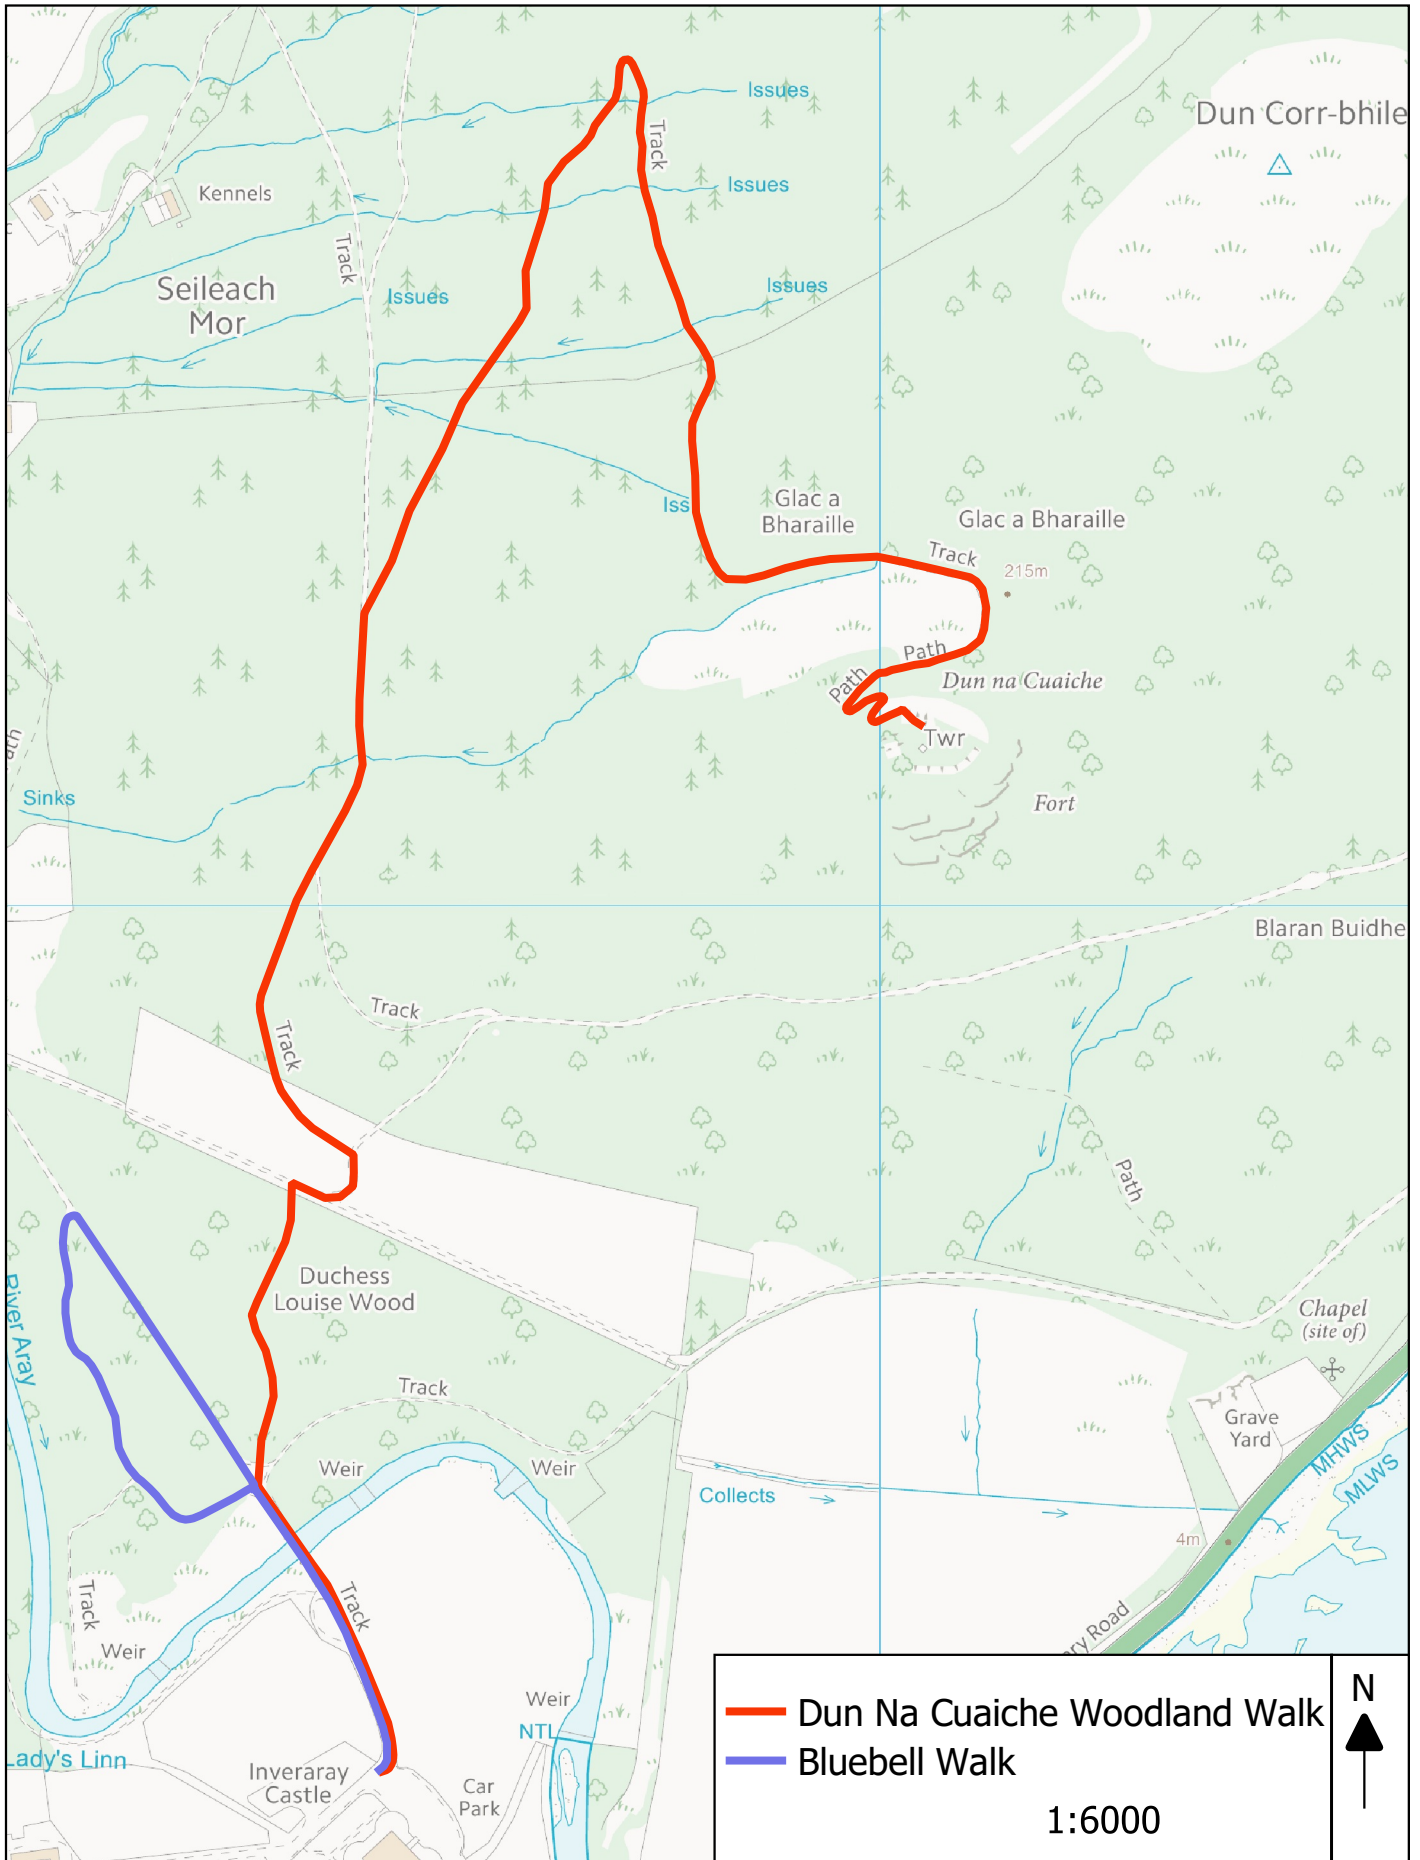 Issues
Dun Corr-bhile
Track
Kennels
Issues
Track
Seileach
Mor
Issues
Issues
Glac a
Bharaille
Iss
Glac a Bharaille
Track
215m
Path
Path
Dun na Cuaiche
Twr
ath
Sinks
Fort
Blaran Buidhe
Track
Track
Path
Duchess
Louise Wood
River Aray
Chapel
(site of)
Track
Grave
Yard
Weir
Weir
MHWS
MLWS
Collects
4m
Track
Track
Weir
ery Road
Weir
NTL
Lady's Linn
Inveraray
Castle
Car
Park
Dun Na Cuaiche Woodland Walk
Bluebell Walk
1:6000
N